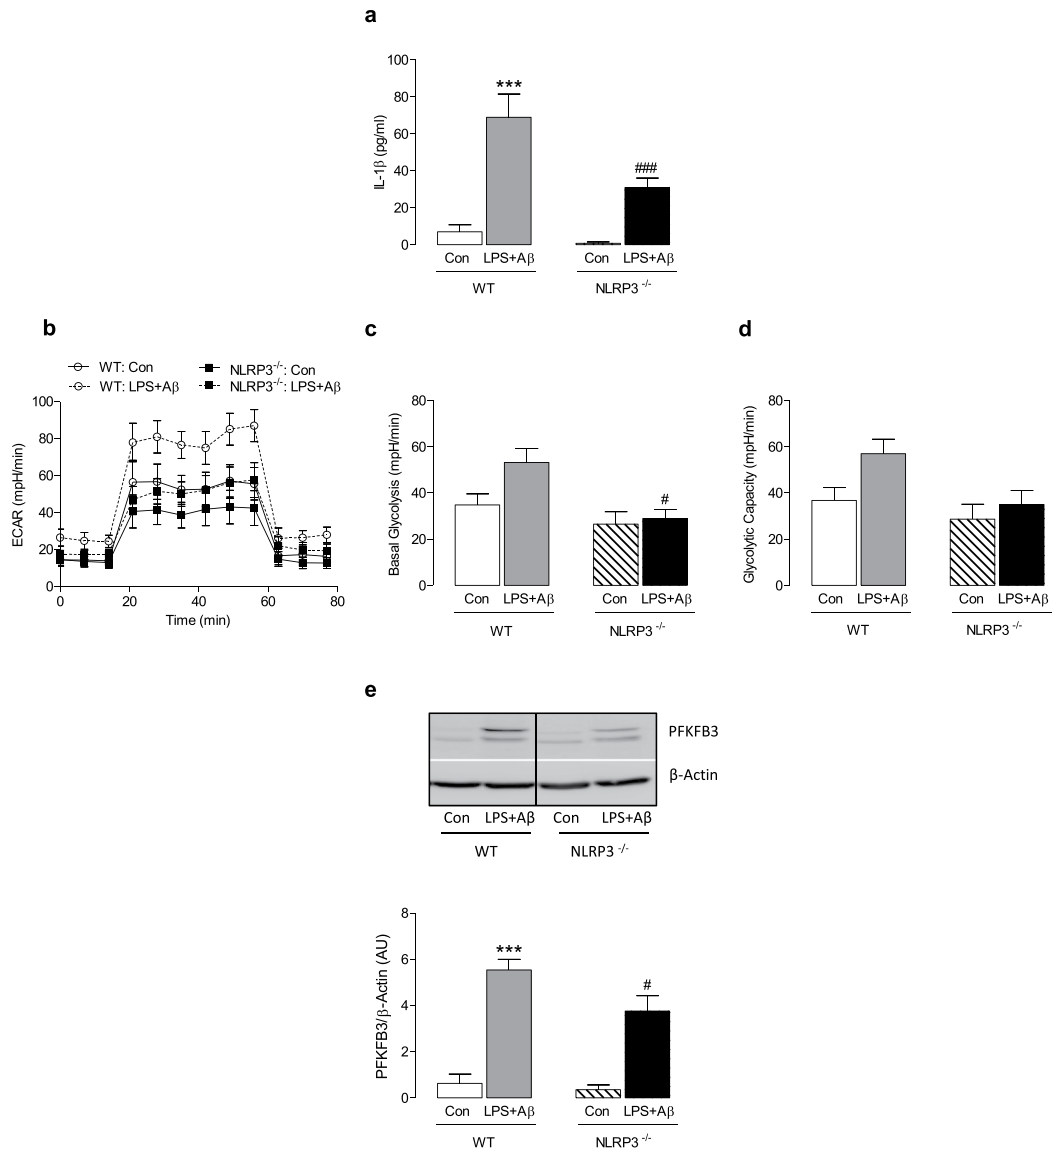 a
100
80
60
40
20
0
IL-1β (pg/ml)
***
###
Con LPS+Aβ Con LPS+Aβ
WT NLRP3 -/-
b
WT: Con NLRP3-/-: Con
WT: LPS+Aβ NLRP3-/-: LPS+Aβ
100
80
60
40
20
0
ECAR (mpH/min)
0 20 40 60 80
Time (min)
c
80
60
40
20
0
Basal Glycolysis (mpH/min)
#
Con LPS+Aβ Con LPS+Aβ
WT NLRP3 -/-
d
80
60
40
20
0
Glycolytic Capacity (mpH/min)
Con LPS+Aβ Con LPS+Aβ
WT NLRP3 -/-
e
PFKFB3
β-Actin
Con LPS+Aβ Con LPS+Aβ
WT NLRP3 -/-
8
6
4
2
0
PFKFB3/β-Actin (AU)
***
#
Con LPS+Aβ Con LPS+Aβ
WT NLRP3 -/-